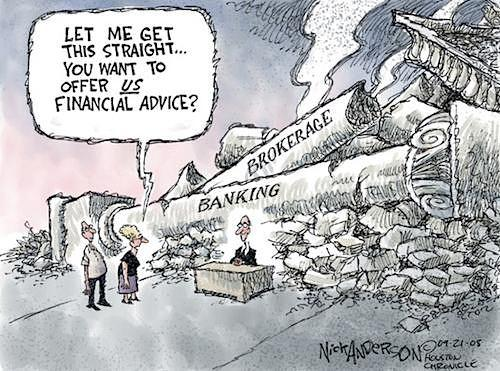 LET ME GET
THIS STRAIGHT...
YOU WANT TO
OFFER US
FINANCIAL ADVICE?
BROKERAGE
BANKING
NICK ANDERSON
©09-21-08
HOUSTON
CHRONICLE